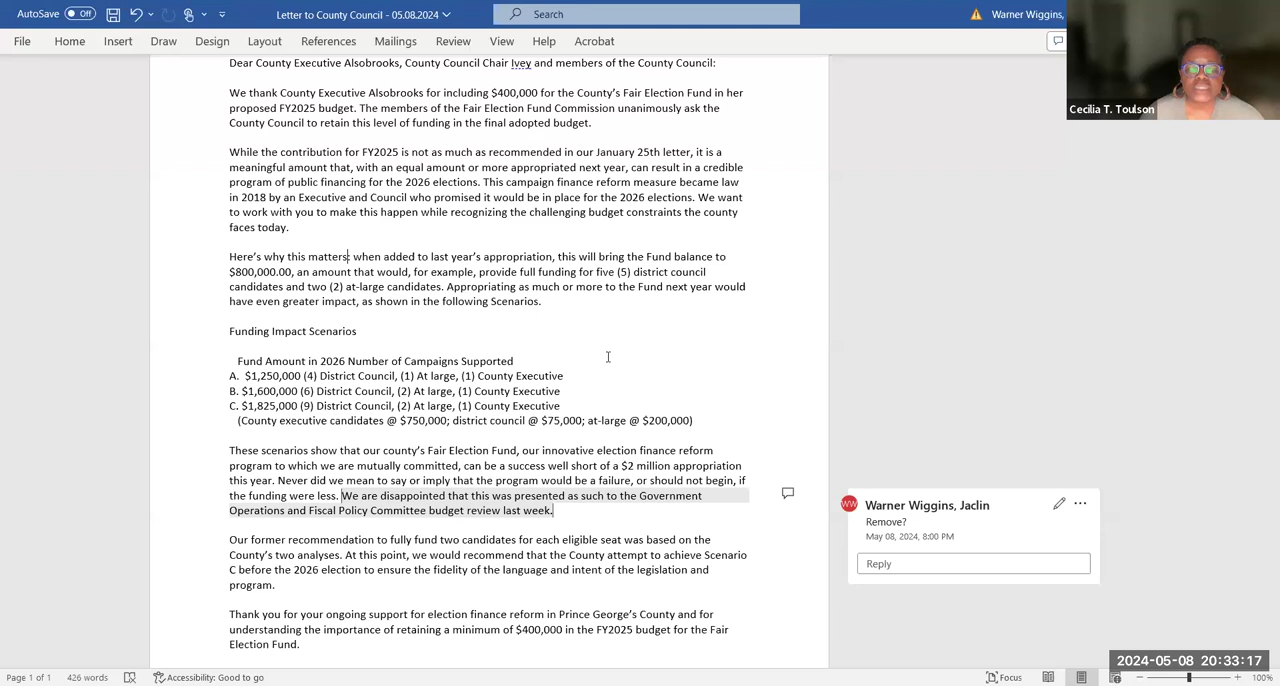 AutoSave Off Letter to County Council - 05.08.2024 Search Warner Wiggins,
File Home Insert Draw Design Layout References Mailings Review View Help Acrobat
Cecilia T. Toulson
Dear County Executive Alsobrooks, County Council Chair Ivey and members of the County Council:
We thank County Executive Alsobrooks for including $400,000 for the County's Fair Election Fund in her
proposed FY2025 budget. The members of the Fair Election Fund Commission unanimously ask the
County Council to retain this level of funding in the final adopted budget.
While the contribution for FY2025 is not as much as recommended in our January 25th letter, it is a
meaningful amount that, with an equal amount or more appropriated next year, can result in a credible
program of public financing for the 2026 elections. This campaign finance reform measure became law
in 2018 by an Executive and Council who promised it would be in place for the 2026 elections. We want
to work with you to make this happen while recognizing the challenging budget constraints the county
faces today.
Here's why this matters: when added to last year's appropriation, this will bring the Fund balance to
$800,000.00, an amount that would, for example, provide full funding for five (5) district council
candidates and two (2) at-large candidates. Appropriating as much or more to the Fund next year would
have even greater impact, as shown in the following Scenarios.
Funding Impact Scenarios
Fund Amount in 2026 Number of Campaigns Supported
A. $1,250,000 (4) District Council, (1) At large, (1) County Executive
B. $1,600,000 (6) District Council, (2) At large, (1) County Executive
C. $1,825,000 (9) District Council, (2) At large, (1) County Executive
(County executive candidates @ $750,000; district council @ $75,000; at-large @ $200,000)
These scenarios show that our county's Fair Election Fund, our innovative election finance reform
program to which we are mutually committed, can be a success well short of a $2 million appropriation
this year. Never did we mean to say or imply that the program would be a failure, or should not begin, if
the funding were less. We are disappointed that this was presented as such to the Government
Operations and Fiscal Policy Committee budget review last week.
Our former recommendation to fully fund two candidates for each eligible seat was based on the
County's two analyses. At this point, we would recommend that the County attempt to achieve Scenario
C before the 2026 election to ensure the fidelity of the language and intent of the legislation and
program.
Thank you for your ongoing support for election finance reform in Prince George's County and for
understanding the importance of retaining a minimum of $400,000 in the FY2025 budget for the Fair
Election Fund.
WW Warner Wiggins, Jaclin
Remove?
May 08, 2024, 8:00 PM
Reply
2024-05-08 20:33:17
Page 1 of 1 426 words Accessibility: Good to go Focus 100%